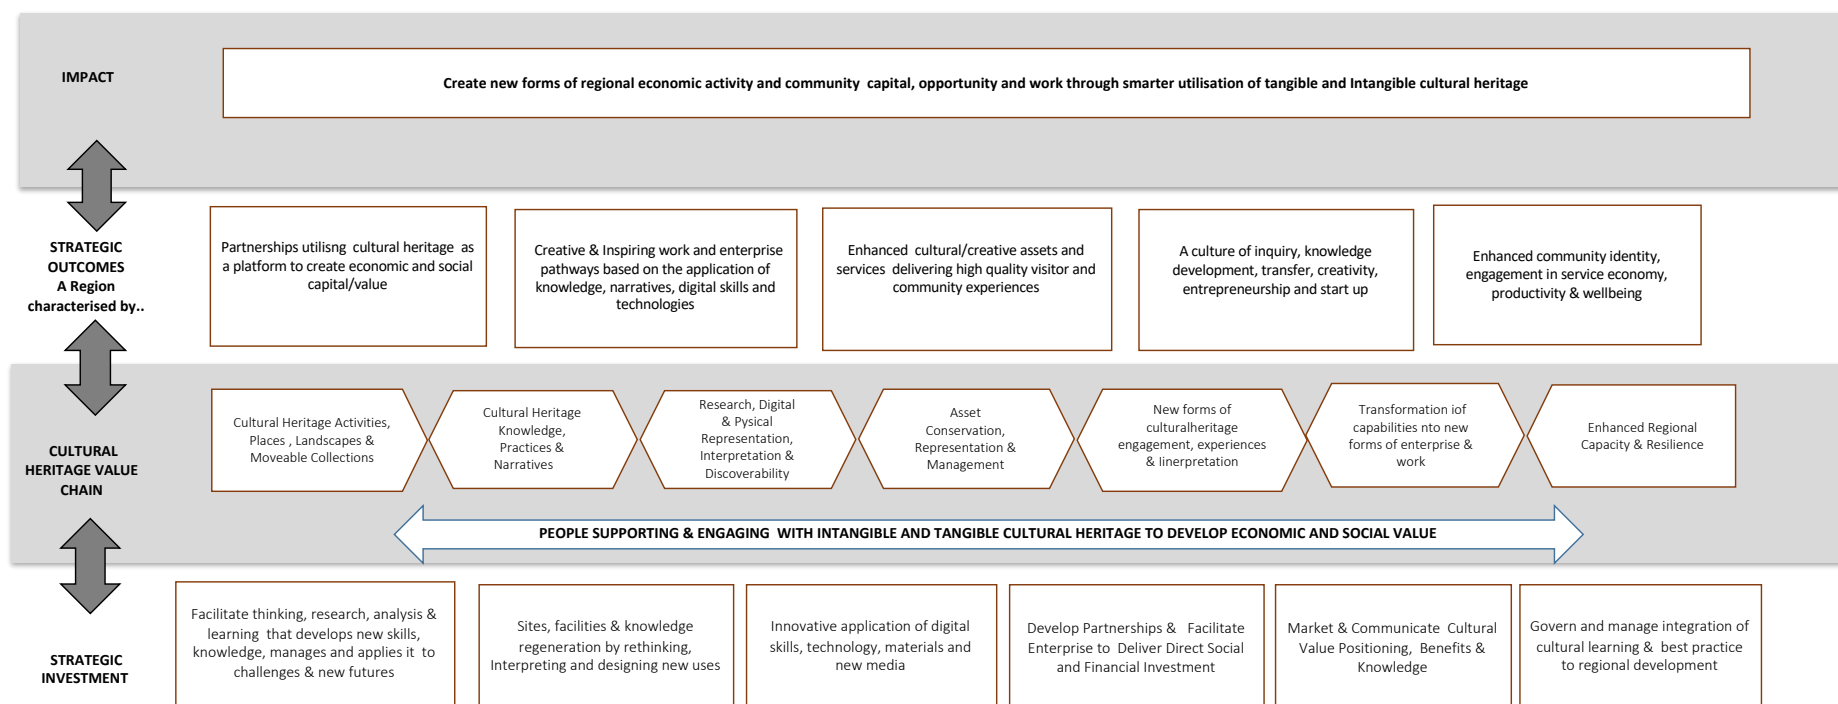 IMPACT
Create new forms of regional economic activity and community capital, opportunity and work through smarter utilisation of tangible and Intangible cultural heritage
STRATEGIC
OUTCOMES
A Region
characterised by..
Partnerships utilisng cultural heritage as
a platform to create economic and social
capital/value
Creative & Inspiring work and enterprise
pathways based on the application of
knowledge, narratives, digital skills and
technologies
Enhanced cultural/creative assets and
services delivering high quality visitor and
community experiences
A culture of inquiry, knowledge
development, transfer, creativity,
entrepreneurship and start up
Enhanced community identity,
engagement in service economy,
productivity & wellbeing
CULTURAL
HERITAGE VALUE
CHAIN
Cultural Heritage Activities,
Places , Landscapes &
Moveable Collections
Cultural Heritage
Knowledge,
Practices &
Narratives
Research, Digital
& Pysical
Representation,
Interpretation &
Discoverability
Asset
Conservation,
Representation &
Management
New forms of
culturalheritage
engagement, experiences
& Iinerpretation
Transformation iof
capabilities nto new
forms of enterprise &
work
Enhanced Regional
Capacity & Resilience
PEOPLE SUPPORTING & ENGAGING WITH INTANGIBLE AND TANGIBLE CULTURAL HERITAGE TO DEVELOP ECONOMIC AND SOCIAL VALUE
STRATEGIC
INVESTMENT
Facilitate thinking, research, analysis &
learning that develops new skills,
knowledge, manages and applies it to
challenges & new futures
Sites, facilities & knowledge
regeneration by rethinking,
Interpreting and designing new uses
Innovative application of digital
skills, technology, materials and
new media
Develop Partnerships & Facilitate
Enterprise to Deliver Direct Social
and Financial Investment
Market & Communicate Cultural
Value Positioning, Benefits &
Knowledge
Govern and manage integration of
cultural learning & best practice
to regional development